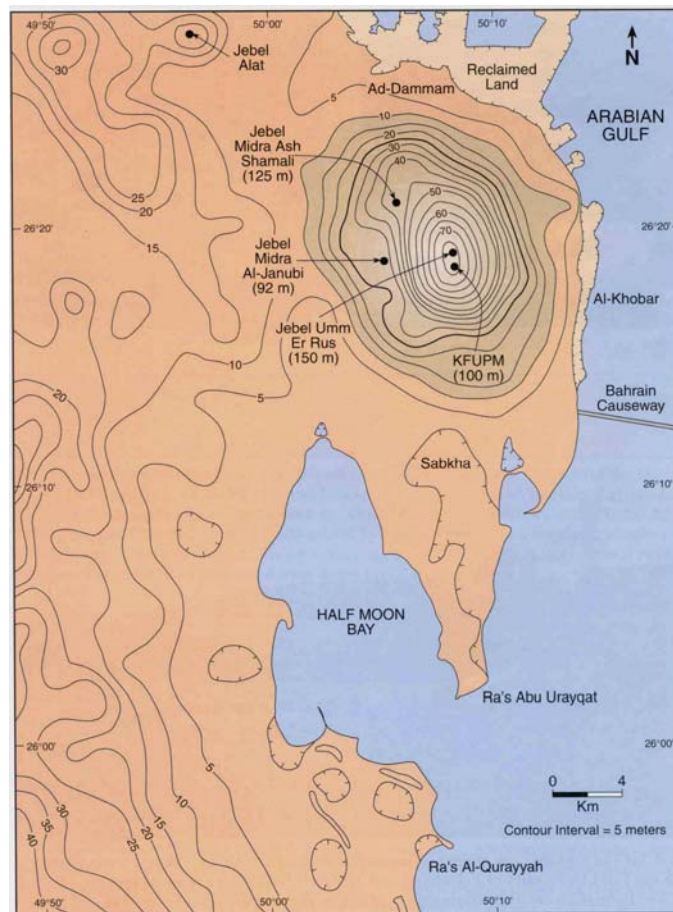 49°50'
50°00'
50°10'
30
Jebel
Alat
N
Reclaimed
Land
Ad-Dammam
5
ARABIAN
GULF
10
20
30
40
Jebel
Midra Ash
Shamali
(125 m)
25
20
50
60
70
15
26°20'
26°20'
Jebel
Midra
Al-Janubi
(92 m)
Al-Khobar
Jebel Umm
Er Rus
(150 m)
KFUPM
(100 m)
10
5
20
Bahrain
Causeway
Sabkha
26°10'
26°10'
HALF MOON
BAY
Ra's Abu Urayqat
26°00'
26°00'
5
10
15
20
25
30
35
0 4
Km
Contour Interval = 5 meters
Ra's Al-Qurayyah
49°50'
50°00'
50°10'